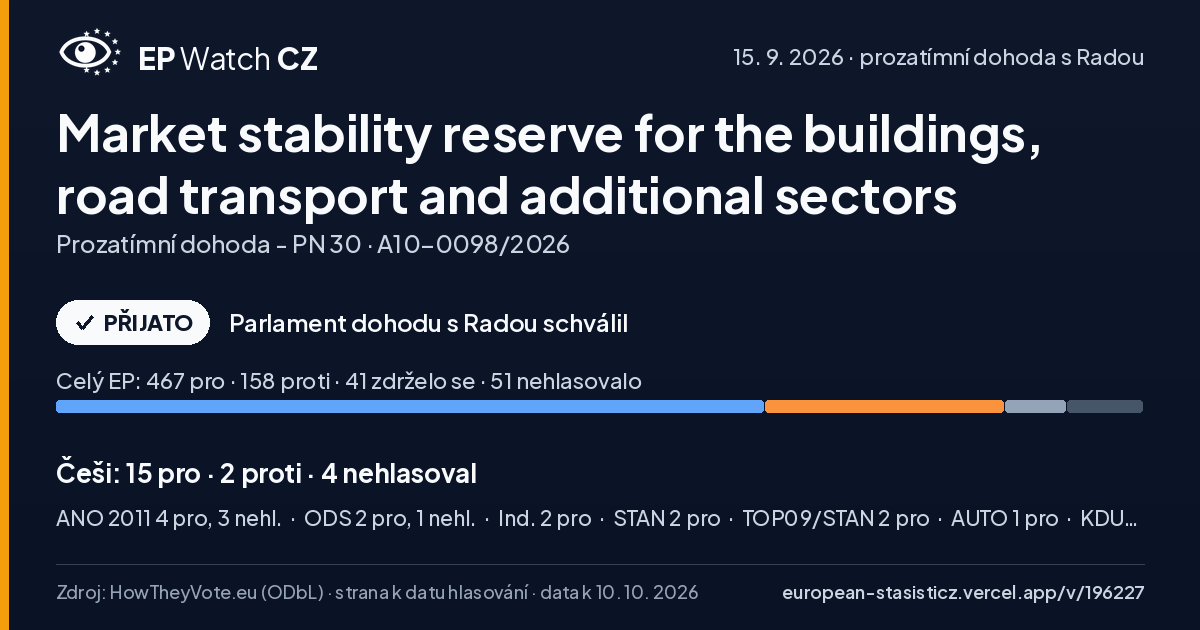 EP Watch CZ
15. 9. 2026 · prozatímní dohoda s Radou
Market stability reserve for the buildings,
road transport and additional sectors
Prozatímní dohoda - PN 30 · A10-0098/2026
✓ PŘIJATO
Parlament dohodu s Radou schválil
Celý EP: 467 pro · 158 proti · 41 zdrželo se · 51 nehlasovalo
Češi: 15 pro · 2 proti · 4 nehlasoval
ANO 2011 4 pro, 3 nehl. · ODS 2 pro, 1 nehl. · Ind. 2 pro · STAN 2 pro · TOP09/STAN 2 pro · AUTO 1 pro · KDU…
Zdroj: HowTheyVote.eu (ODbL) · strana k datu hlasování · data k 10. 10. 2026
european-stasisticz.vercel.app/v/196227